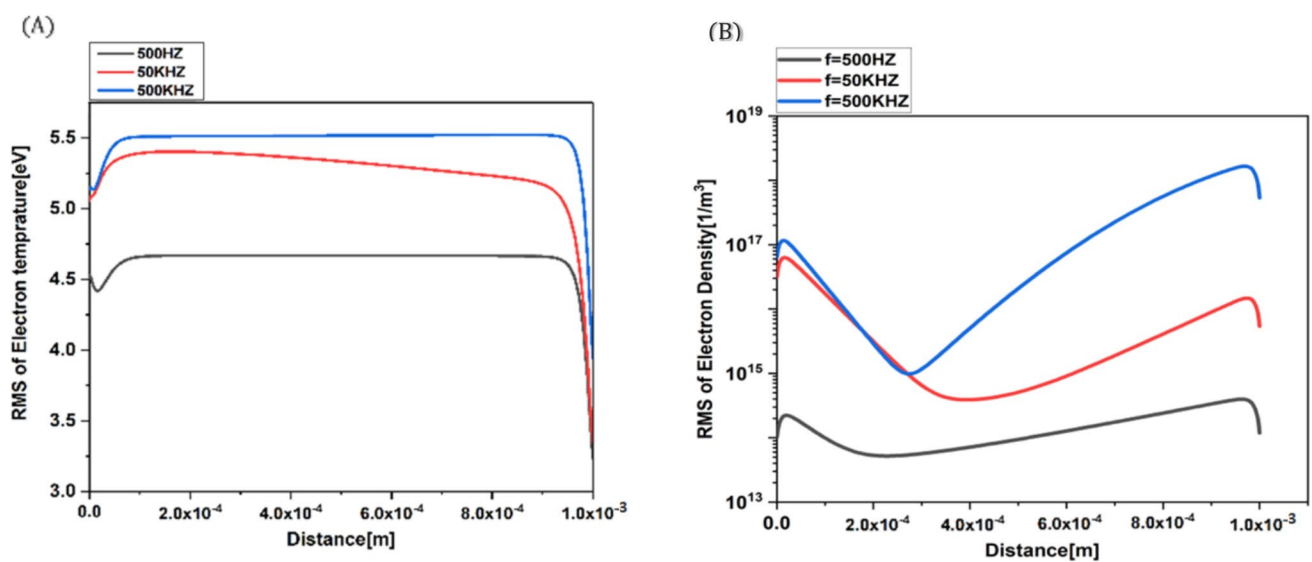 (A)
500HZ
50KHZ
500KHZ
5.5
5.0
4.5
4.0
3.5
3.0
RMS of Electron temprature[eV]
0.0 2.0x10⁻⁴ 4.0x10⁻⁴ 6.0x10⁻⁴ 8.0x10⁻⁴ 1.0x10⁻³
Distance[m]
(B)
f=500HZ
f=50KHZ
f=500KHZ
10¹⁹
10¹⁷
10¹⁵
10¹³
RMS of Electron Density[1/m³]
0.0 2.0x10⁻⁴ 4.0x10⁻⁴ 6.0x10⁻⁴ 8.0x10⁻⁴ 1.0x10⁻³
Distance[m]